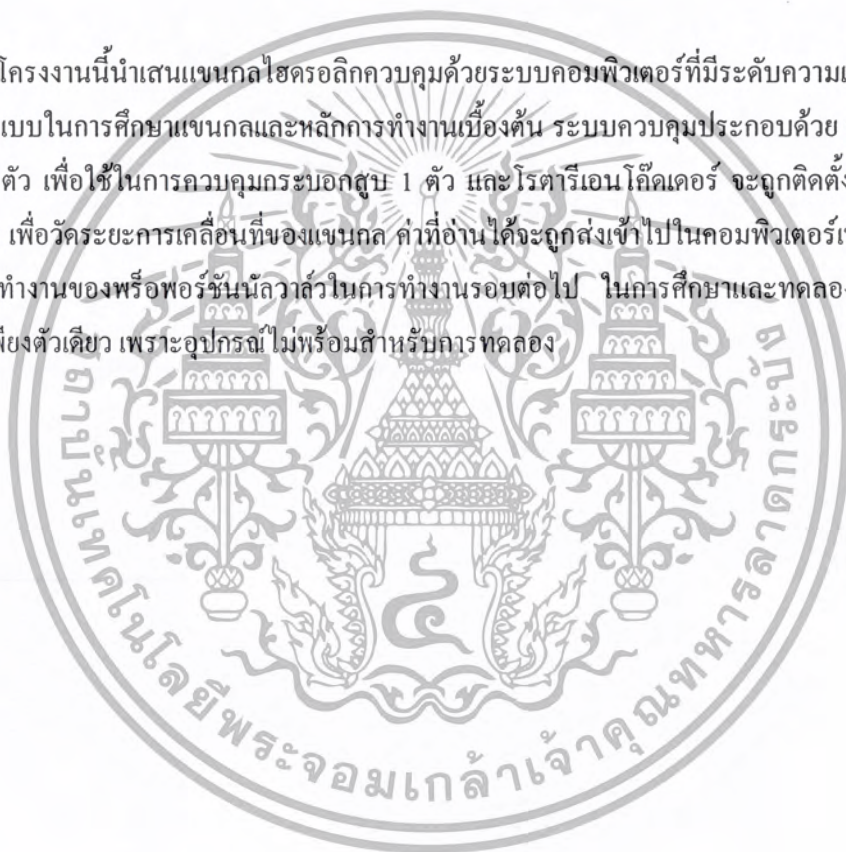 โครงงานนี้นำเสนแขนกลไฮดรอลิกควบคุมด้วยระบบคอมพิวเตอร์ที่มีระดับความแ
แบบในการศึกษาแขนกลและหลักการทำงานเบื้องต้น ระบบควบคุมประกอบด้วย
ตัว เพื่อใช้ในการควบคุมกระบอกสูบ 1 ตัว และโรตารีเอนโค๊ดเดอร์ จะถูกติดตั้ง
เพื่อวัดระยะการเคลื่อนที่ของแขนกล ค่าที่อ่านได้จะถูกส่งเข้าไปในคอมพิวเตอร์เ
ทำงานของพร็อพอร์ชันนัลวาล์วในการทำงานรอบต่อไป ในการศึกษาและทดลอง
พียงตัวเดียว เพราะอุปกรณ์ไม่พร้อมสำหรับการทดลอง
สถาบันเทคโนโลยีพระจอมเกล้าเจ้าคุณทหารลาดกระบัง